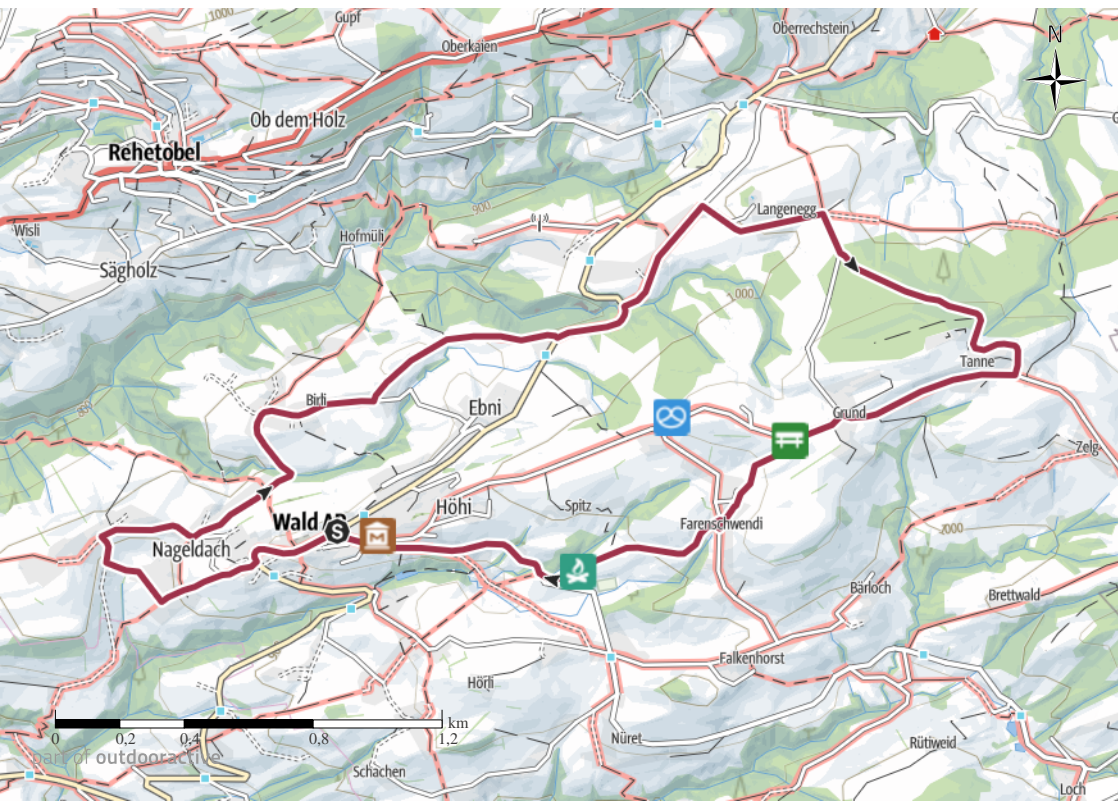 1000
Gupf
Oberkaien
Oberrechstein
N
Ob dem Holz
Rehetobel
900
Langenegg
Wisli
Hofmüli
Sägholz
1000
Tanne
Birli
Ebni
Grund
Zelg
Höhi
Spitz
Wald AR
S
Farenschwendi
M
Nageldach
1000
Bärloch
Brettwald
Falkenhorst
Hörli
km
0
0,2
0,4
0,8
1,2
Nüret
Rütiweid
part of outdooractive
Schachen
Loch